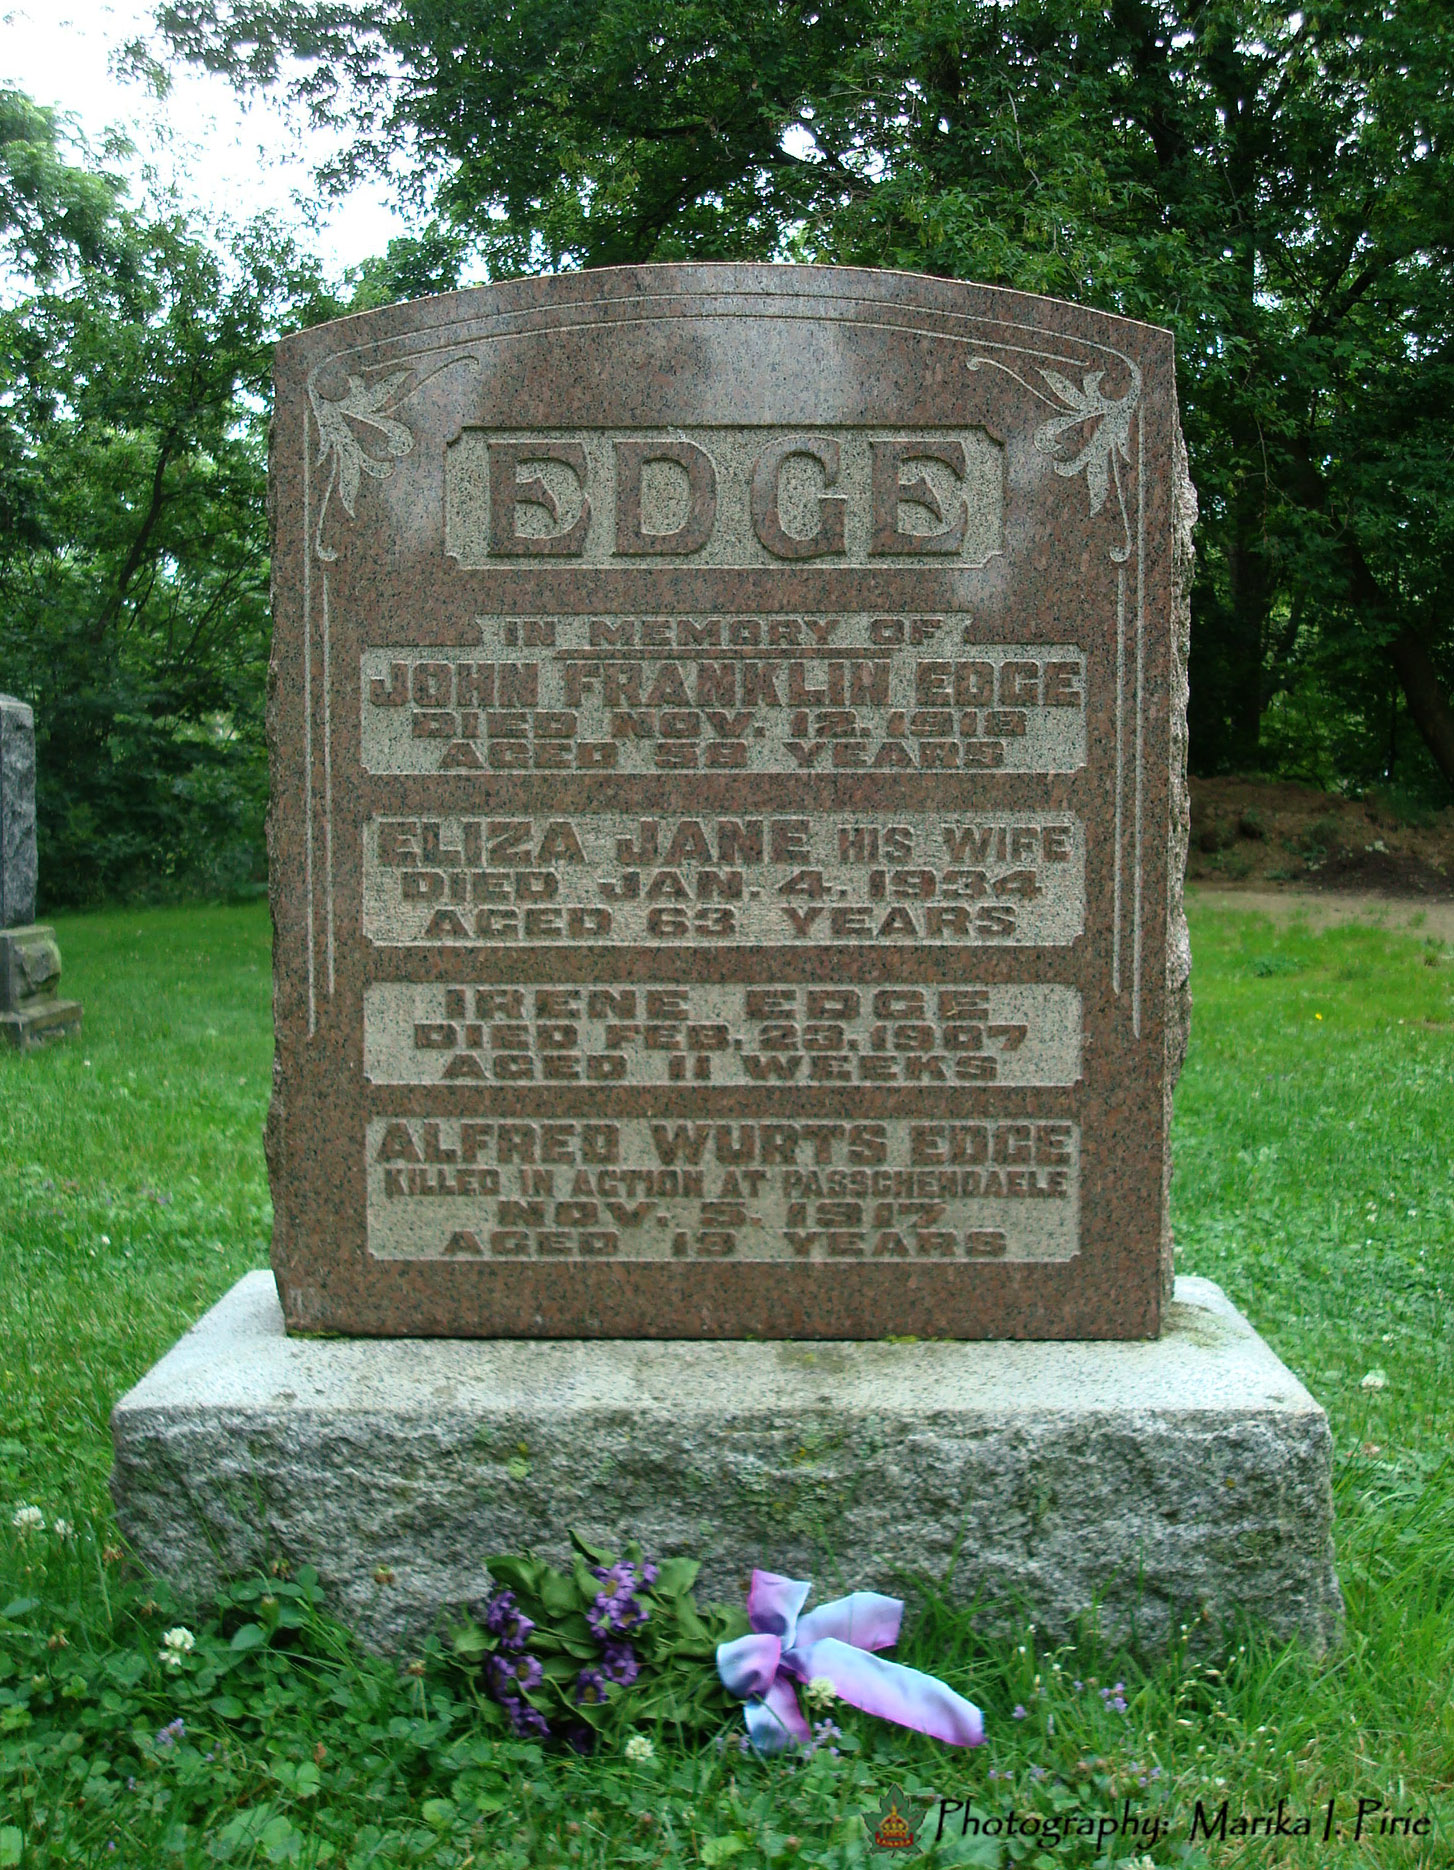 EDGE
IN MEMORY OF
JOHN FRANKLIN EDGE
DIED NOV. 12. 1918
AGED 58 YEARS
ELIZA JANE HIS WIFE
DIED JAN. 4. 1934
AGED 63 YEARS
IRENE EDGE
DIED FEB. 23. 1907
AGED 11 WEEKS
ALFRED WURTS EDGE
KILLED IN ACTION AT PASSCHENDAELE
NOV. 5. 1917
AGED 19 YEARS
Photography: Marika I. Pirie